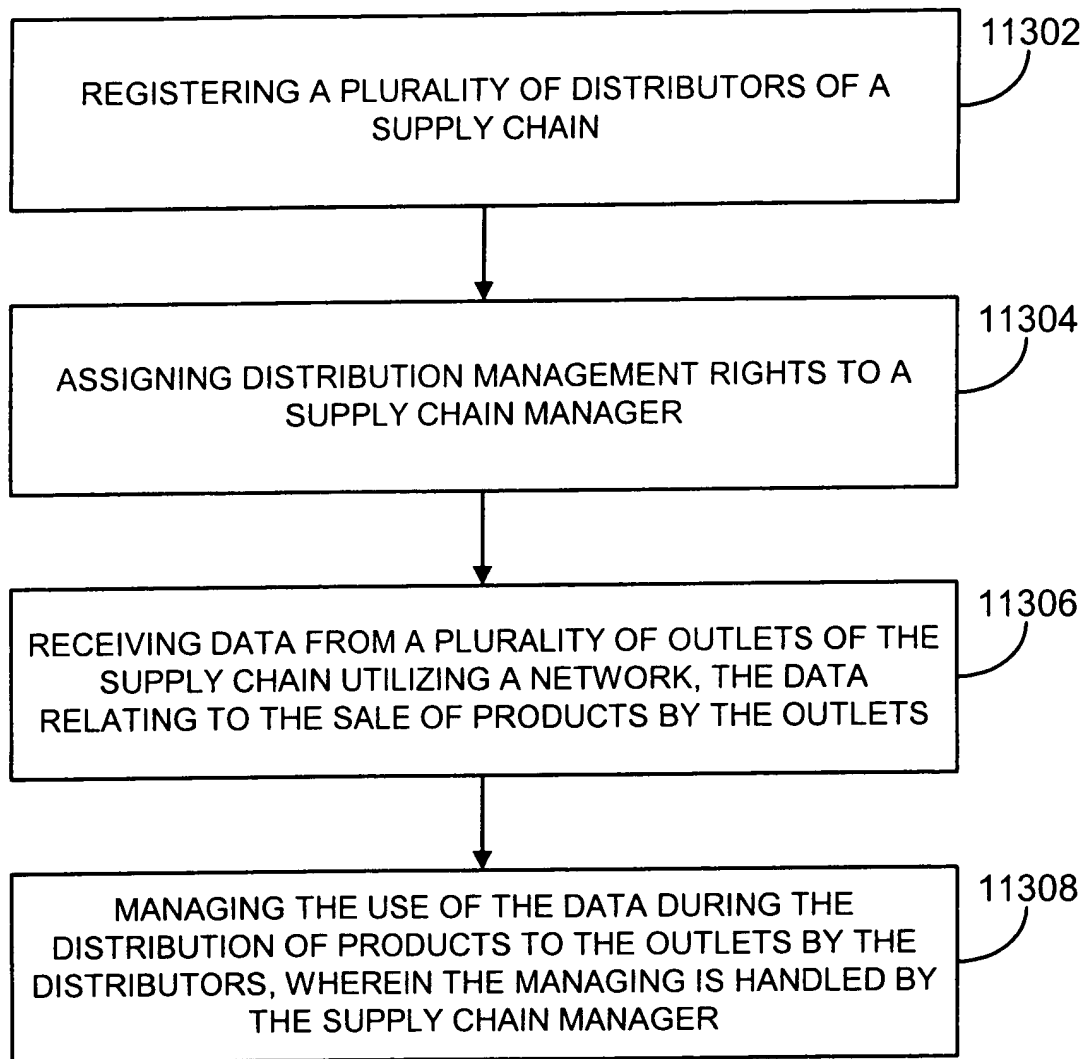 11302
REGISTERING A PLURALITY OF DISTRIBUTORS OF A
SUPPLY CHAIN
11304
ASSIGNING DISTRIBUTION MANAGEMENT RIGHTS TO A
SUPPLY CHAIN MANAGER
11306
RECEIVING DATA FROM A PLURALITY OF OUTLETS OF THE
SUPPLY CHAIN UTILIZING A NETWORK, THE DATA
RELATING TO THE SALE OF PRODUCTS BY THE OUTLETS
11308
MANAGING THE USE OF THE DATA DURING THE
DISTRIBUTION OF PRODUCTS TO THE OUTLETS BY THE
DISTRIBUTORS, WHEREIN THE MANAGING IS HANDLED BY
THE SUPPLY CHAIN MANAGER